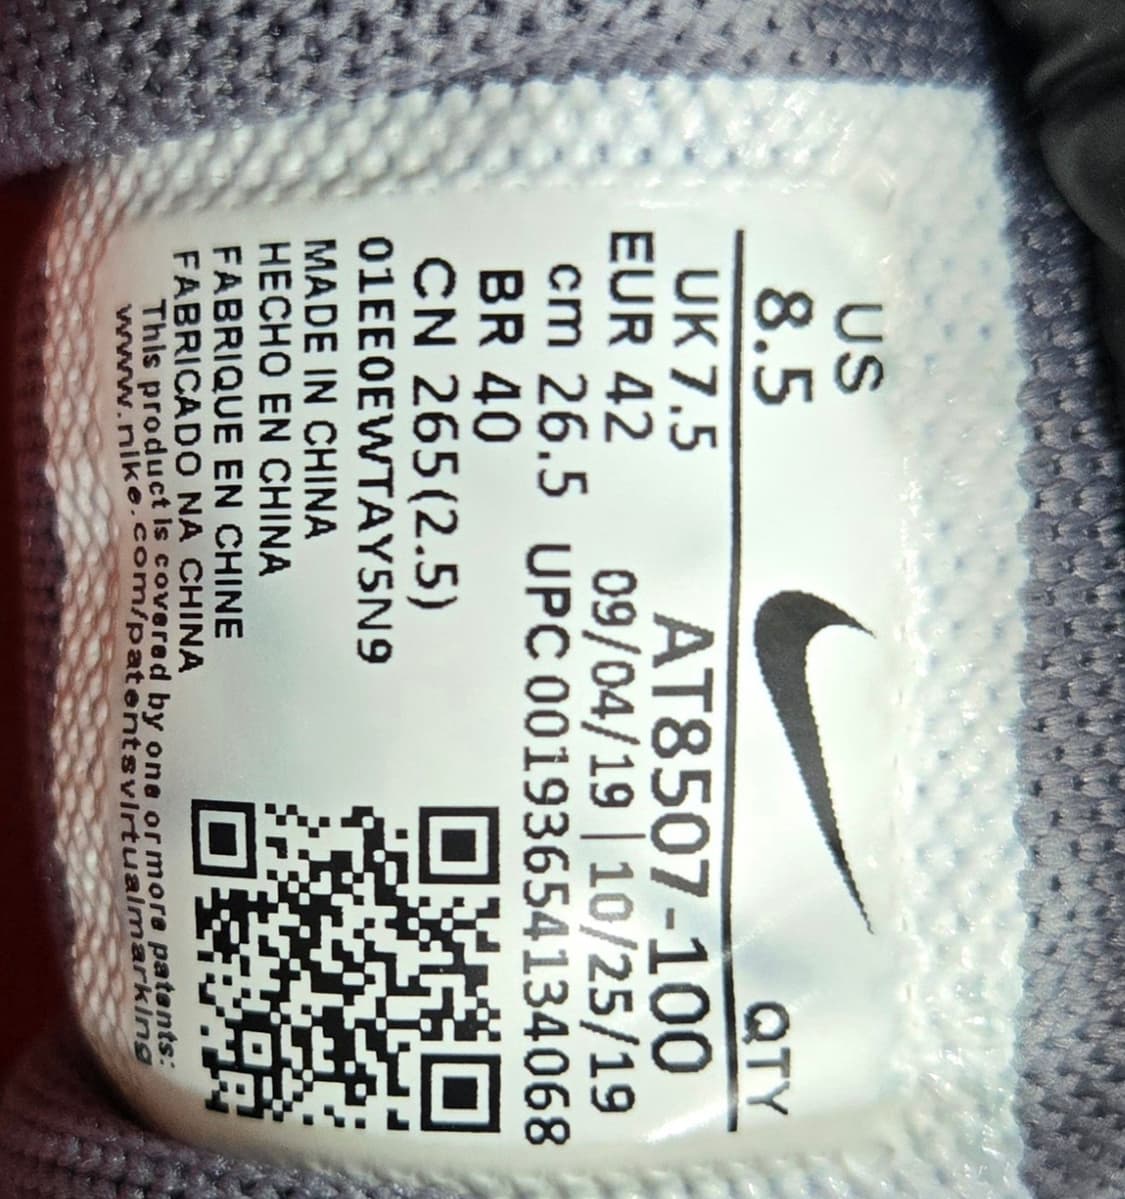 US
8.5
QTY
UK 7.5
AT8507-100
EUR 42
09/04/19 | 10/25/19
cm 26.5
UPC 00193654134068
BR 40
CN 265(2.5)
01EE0EWTAY5N9
MADE IN CHINA
HECHO EN CHINA
FABRIQUE EN CHINE
FABRICADO NA CHINA
This product is covered by one or more patents:
www.nike.com/patentsvirtualmarking